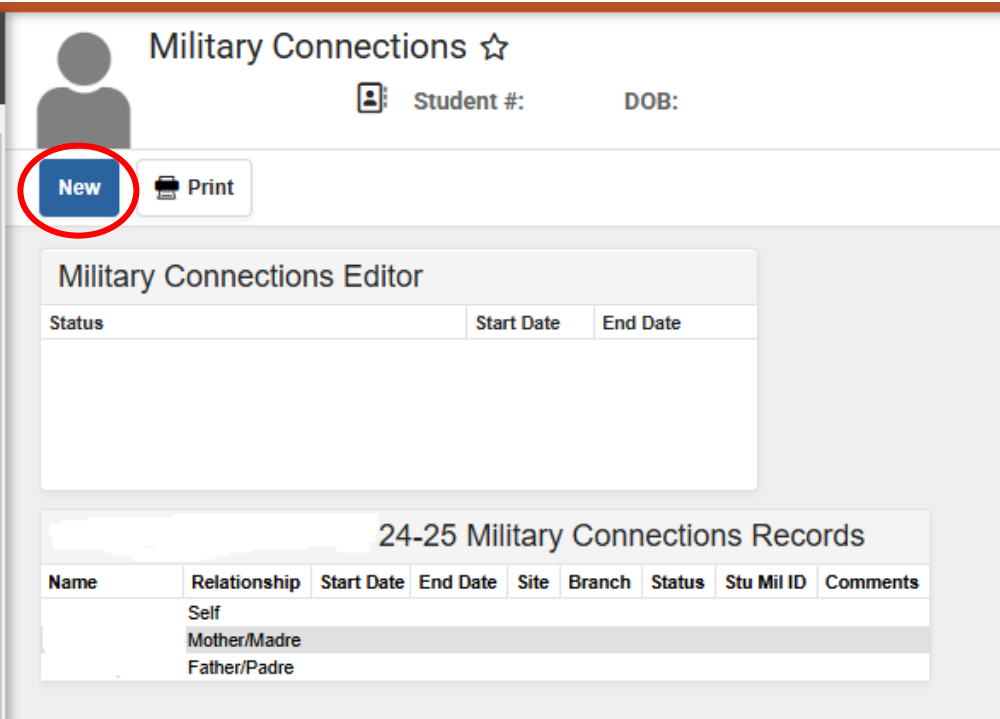 Military Connections
Student #: DOB:
New Print
Military Connections Editor
Status Start Date End Date
24-25 Military Connections Records
Name Relationship Start Date End Date Site Branch Status Stu Mil ID Comments
Self
Mother/Madre
Father/Padre